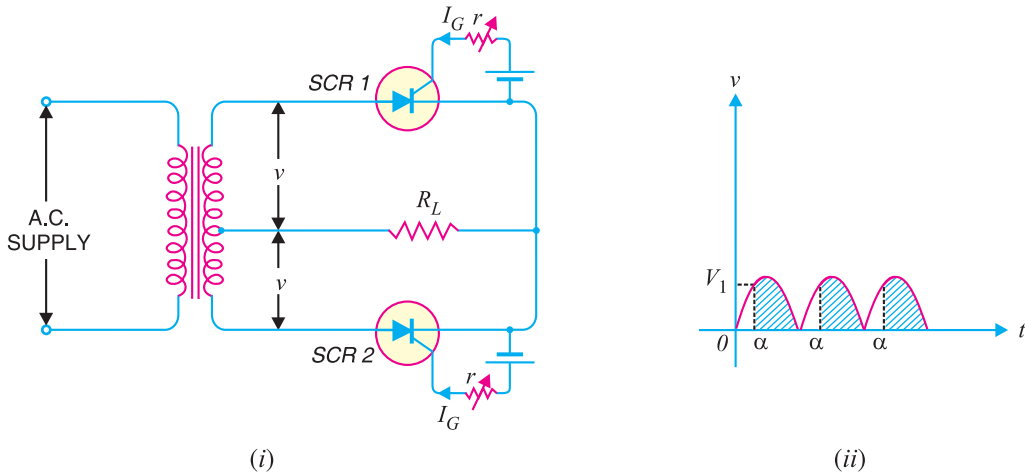 I_G r
SCR 1
v
A.C.
SUPPLY
v
R_L
v
SCR 2
r
I_G
(i)
v
V_1
0 α α α t
(ii)